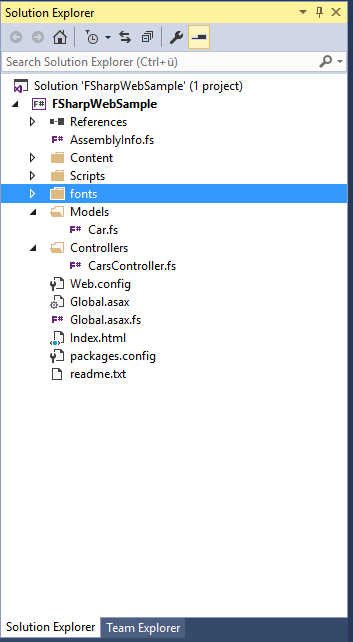 Solution Explorer
Search Solution Explorer (Ctrl+ü)
Solution 'FSharpWebSample' (1 project)
F# FSharpWebSample
References
F# AssemblyInfo.fs
Content
Scripts
fonts
Models
F# Car.fs
Controllers
F# CarsController.fs
Web.config
Global.asax
F# Global.asax.fs
Index.html
packages.config
readme.txt
Solution Explorer Team Explorer